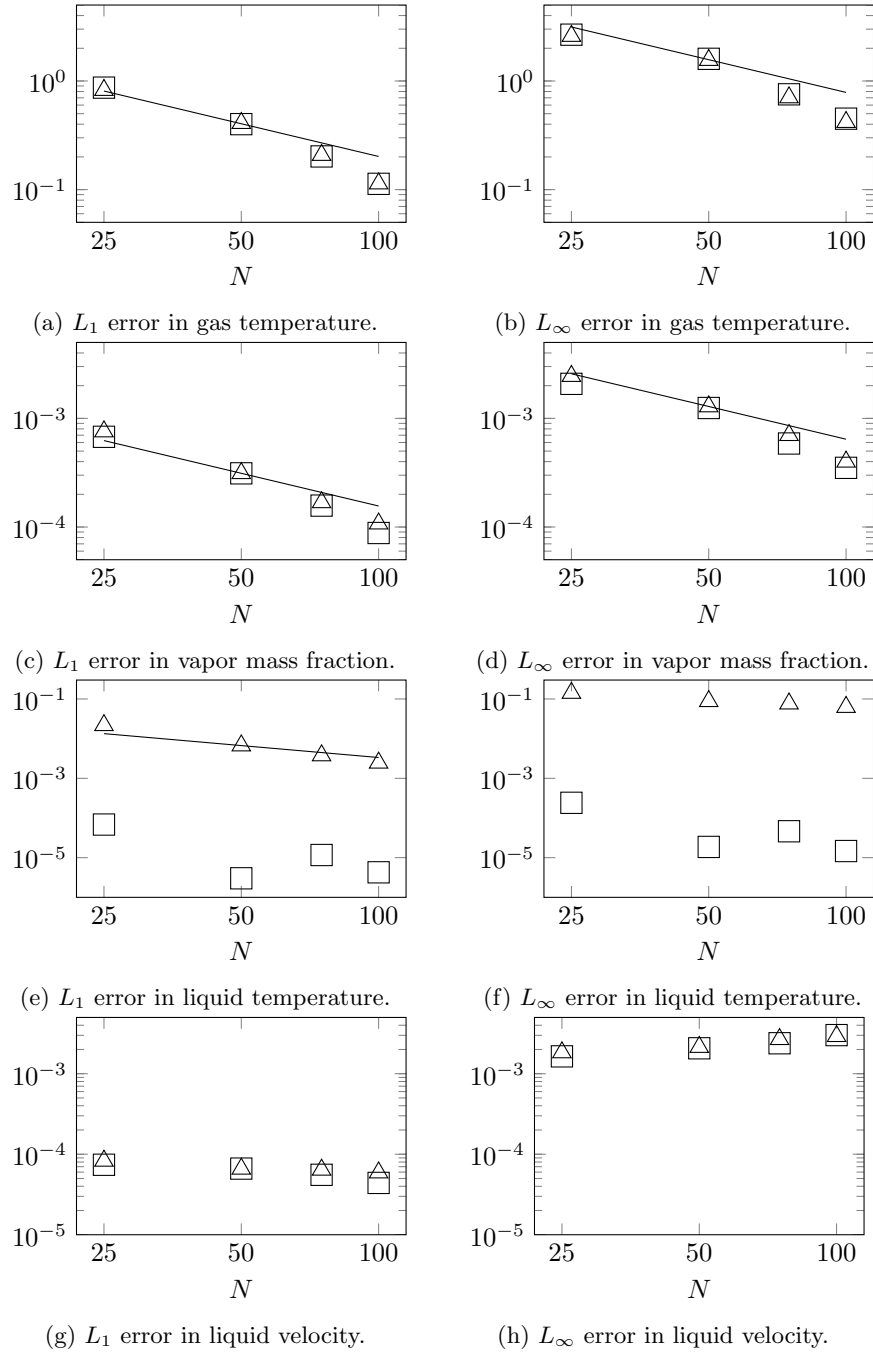 10^0
10^{-1}
25 50 100
N
(a) L_1 error in gas temperature.
10^0
10^{-1}
25 50 100
N
(b) L_∞ error in gas temperature.
10^{-3}
10^{-4}
25 50 100
N
(c) L_1 error in vapor mass fraction.
10^{-3}
10^{-4}
25 50 100
N
(d) L_∞ error in vapor mass fraction.
10^{-1}
10^{-3}
10^{-5}
25 50 100
N
(e) L_1 error in liquid temperature.
10^{-1}
10^{-3}
10^{-5}
25 50 100
N
(f) L_∞ error in liquid temperature.
10^{-3}
10^{-4}
10^{-5}
25 50 100
N
(g) L_1 error in liquid velocity.
10^{-3}
10^{-4}
10^{-5}
25 50 100
N
(h) L_∞ error in liquid velocity.